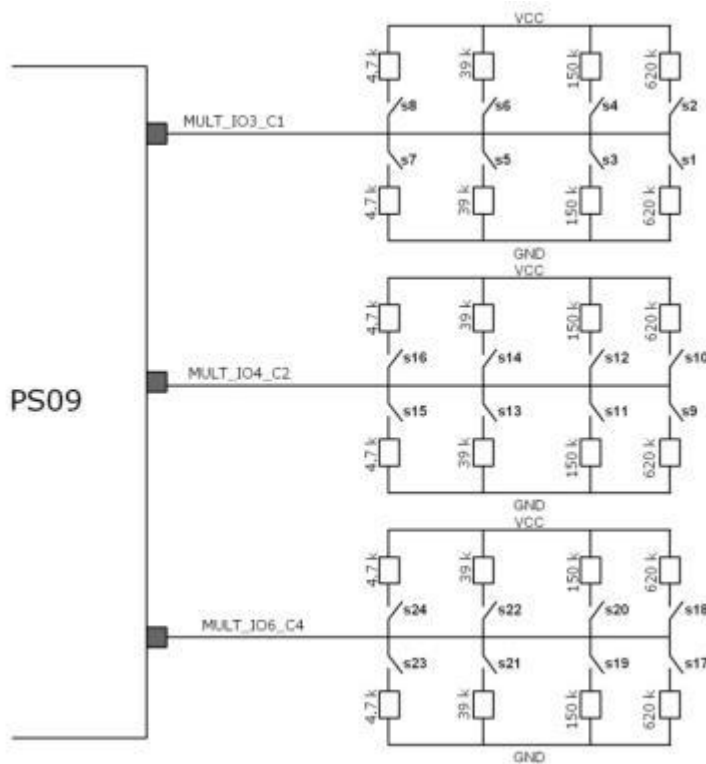 VCC
4.7 k 39 k 150 k 620 k
s8 s6 s4 s2
MULT_IO3_C1
s7 s5 s3 s1
4.7 k 39 k 150 k 620 k
GND
VCC
4.7 k 39 k 150 k 620 k
s16 s14 s12 s10
MULT_IO4_C2
PS09
s15 s13 s11 s9
4.7 k 39 k 150 k 620 k
GND
VCC
4.7 k 39 k 150 k 620 k
s24 s22 s20 s18
MULT_IO6_C4
s23 s21 s19 s17
4.7 k 39 k 150 k 620 k
GND